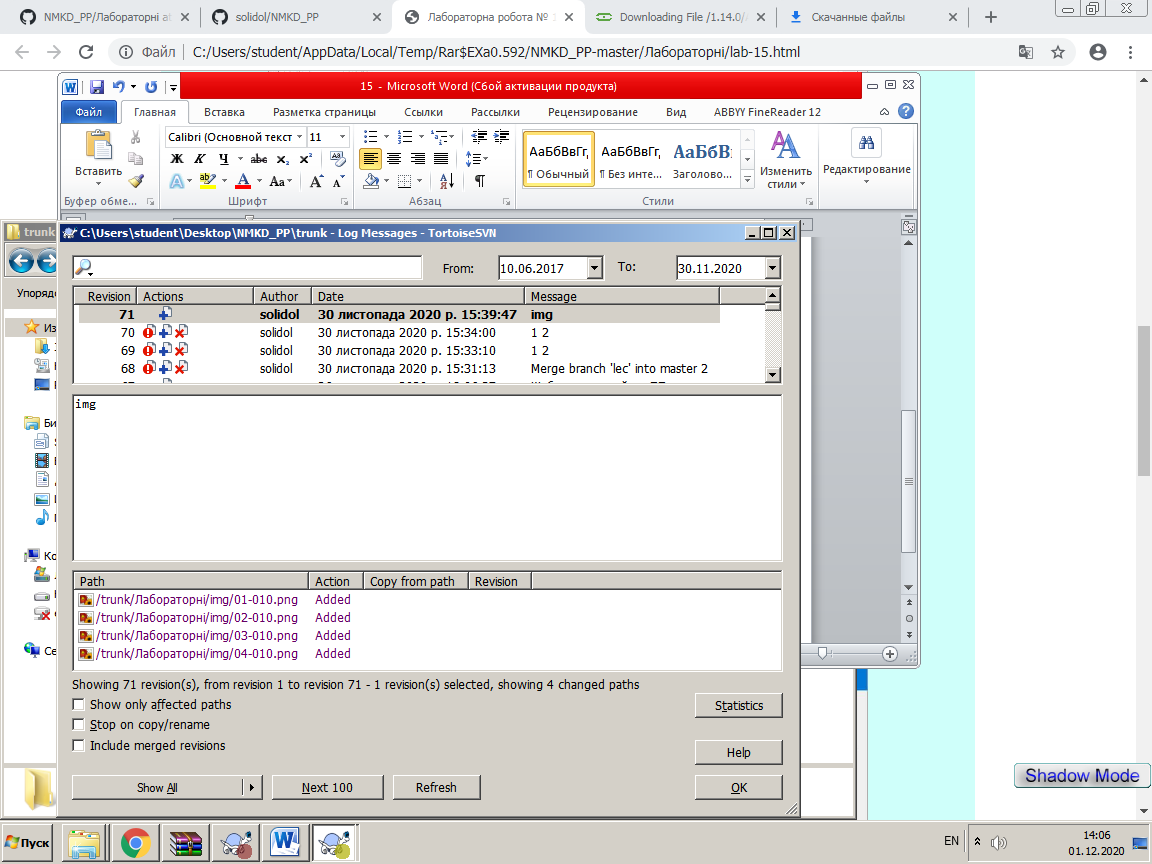 NMKD_PP/Лабораторні at
solidol/NMKD_PP
Лабораторна робота №
Downloading File /1.14.0/
Скачанные файлы
Файл
C:/Users/student/AppData/Local/Temp/Rar$EXa0.592/NMKD_PP-master/Лабораторні/lab-15.html
15 - Microsoft Word (Сбой активации продукта)
Файл Главная Вставка Разметка страницы Ссылки Рассылки Рецензирование Вид ABBYY FineReader 12
Calibri (Основной текст 11
Вставить
Ж К Ч abc x₂ x²
Aa
АаБбВвГг, АаБбВвГг, АаБбВ
¶ Обычный ¶ Без инте... Заголово...
Изменить стили
Редактирование
Буфер обме... Шрифт Абзац Стили
trunk
Упорядо
C:\Users\student\Desktop\NMKD_PP\trunk - Log Messages - TortoiseSVN
From: 10.06.2017 To: 30.11.2020
Revision Actions Author Date Message
71 solidol 30 листопада 2020 р. 15:39:47 img
70 solidol 30 листопада 2020 р. 15:34:00 1 2
69 solidol 30 листопада 2020 р. 15:33:10 1 2
68 solidol 30 листопада 2020 р. 15:31:13 Merge branch 'lec' into master 2
img
Path Action Copy from path Revision
/trunk/Лабораторні/img/01-010.png Added
/trunk/Лабораторні/img/02-010.png Added
/trunk/Лабораторні/img/03-010.png Added
/trunk/Лабораторні/img/04-010.png Added
Showing 71 revision(s), from revision 1 to revision 71 - 1 revision(s) selected, showing 4 changed paths
Show only affected paths
Stop on copy/rename
Include merged revisions
Statistics
Help
Show All Next 100 Refresh OK
Shadow Mode
Пуск
EN
14:06
01.12.2020